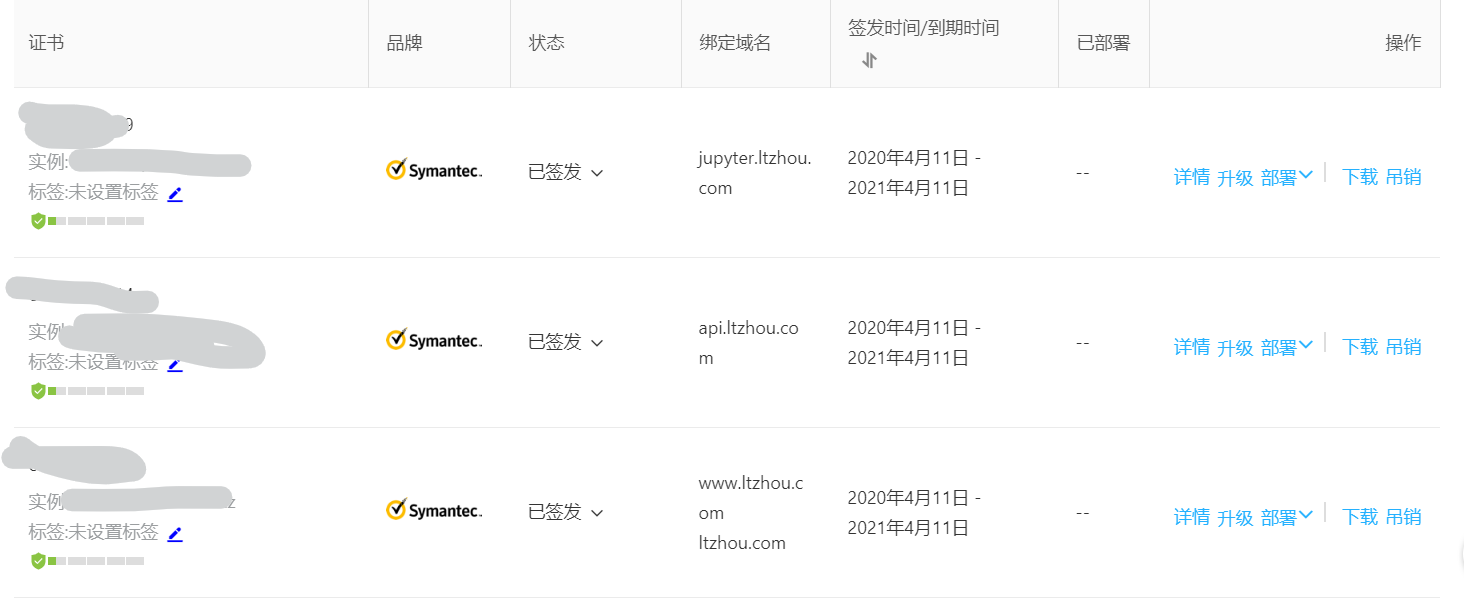 证书
品牌
状态
绑定域名
签发时间/到期时间
已部署
操作
9
实例:
标签:未设置标签
Symantec.
已签发
jupyter.ltzhou.
com
2020年4月11日 -
2021年4月11日
--
详情 升级 部署
下载 吊销
实例
标签:未设置标签
Symantec.
已签发
api.ltzhou.co
m
2020年4月11日 -
2021年4月11日
--
详情 升级 部署
下载 吊销
实例
z
标签:未设置标签
Symantec.
已签发
www.ltzhou.c
om
ltzhou.com
2020年4月11日 -
2021年4月11日
--
详情 升级 部署
下载 吊销